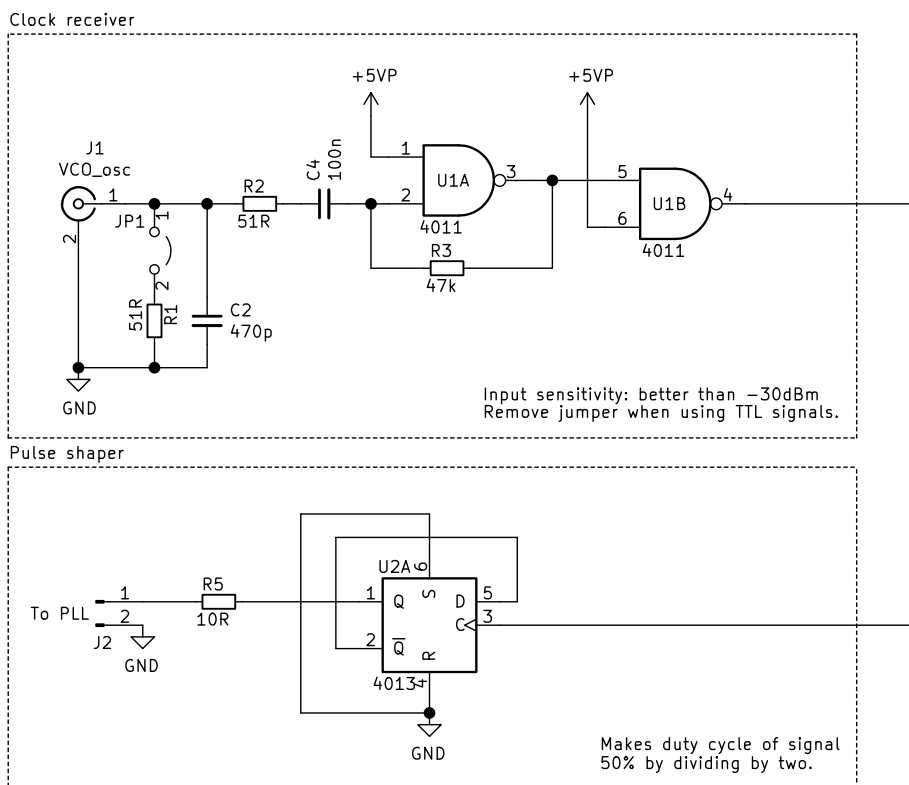 Clock receiver
+5VP
+5VP
J1
VCO_osc
1
2
JP1
1
2
51R
R1
R2
51R
C4
100n
C2
470p
1
2
3
U1A
4011
R3
47k
5
6
4
U1B
4011
GND
Input sensitivity: better than −30dBm
Remove jumper when using TTL signals.
Pulse shaper
To PLL
1
2
J2
GND
R5
10R
U2A
6
1
Q
S
D
5
2
Q̅
C
3
R
4013
4
GND
Makes duty cycle of signal
50% by dividing by two.